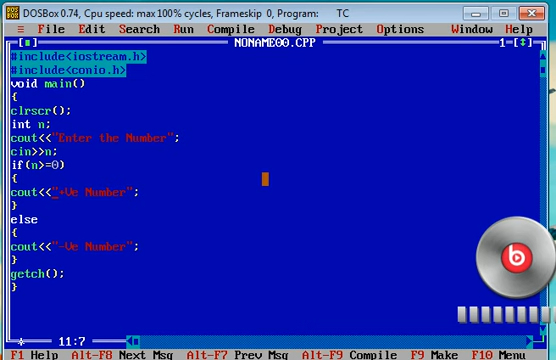 DOSBox 0.74, Cpu speed: max 100% cycles, Frameskip 0, Program: TC
≡ File Edit Search Run Compile Debug Project Options Window Help
NONAME00.CPP 1=[↕]
#include<iostream.h>
#include<conio.h>
void main()
{
clrscr();
int n;
cout<<"Enter the Number";
cin>>n;
if(n>=0)
{
cout<<"+Ve Number";
}
else
{
cout<<"-Ve Number";
}
getch();
}
11:7
F1 Help Alt-F8 Next Msg Alt-F7 Prev Msg Alt-F9 Compile F9 Make F10 Menu